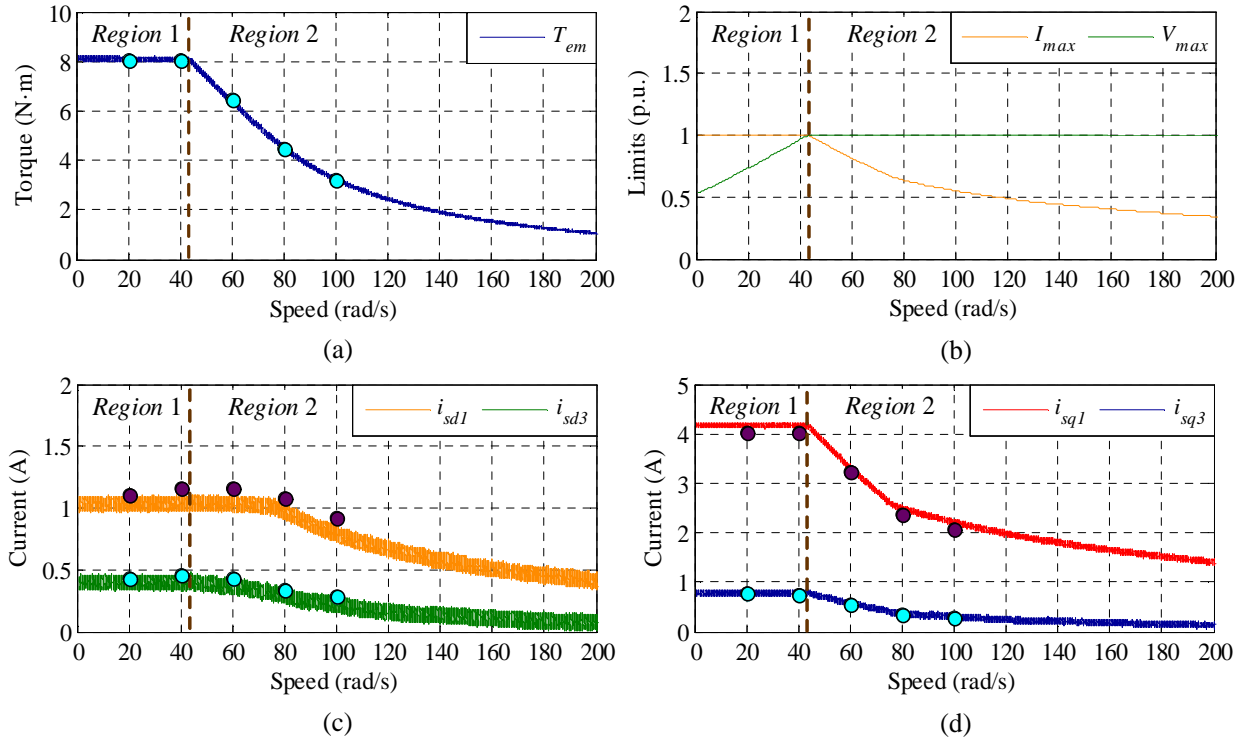 Region 1
Region 2
T_em
10
8
6
4
2
0
Torque (N·m)
0 20 40 60 80 100 120 140 160 180 200
Speed (rad/s)
(a)
Region 1
Region 2
I_max V_max
2
1.5
1
0.5
0
Limits (p.u.)
0 20 40 60 80 100 120 140 160 180 200
Speed (rad/s)
(b)
Region 1
Region 2
i_sd1 i_sd3
2
1.5
1
0.5
0
Current (A)
0 20 40 60 80 100 120 140 160 180 200
Speed (rad/s)
(c)
Region 1
Region 2
i_sq1 i_sq3
5
4
3
2
1
0
Current (A)
0 20 40 60 80 100 120 140 160 180 200
Speed (rad/s)
(d)